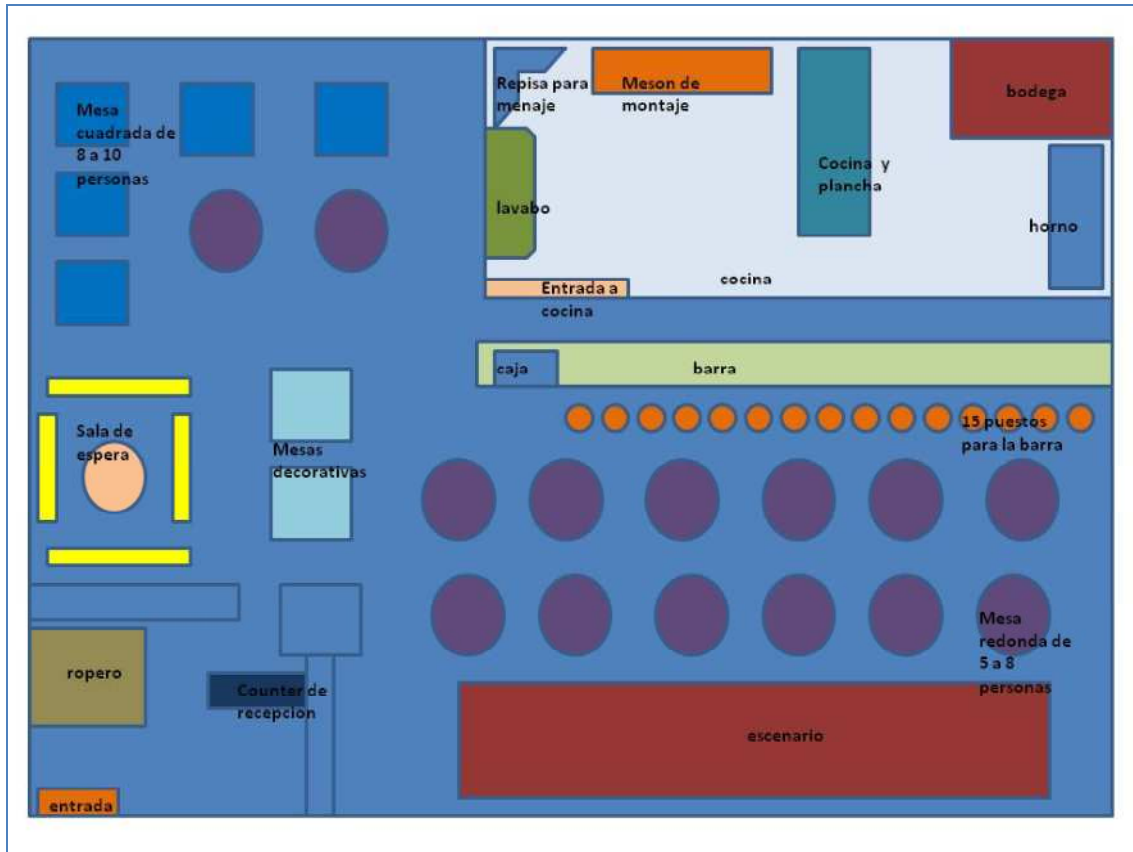 Repisa para
menaje
Meson de
montaje
bodega
Mesa
cuadrada de
8 a 10
personas
Cocina y
plancha
lavabo
horno
cocina
Entrada a
cocina
caja
barra
Sala de
espera
15 puestos
para la barra
Mesas
decorativas
Mesa
redonda de
5 a 8
personas
ropero
Counter de
recepcion
escenario
entrada